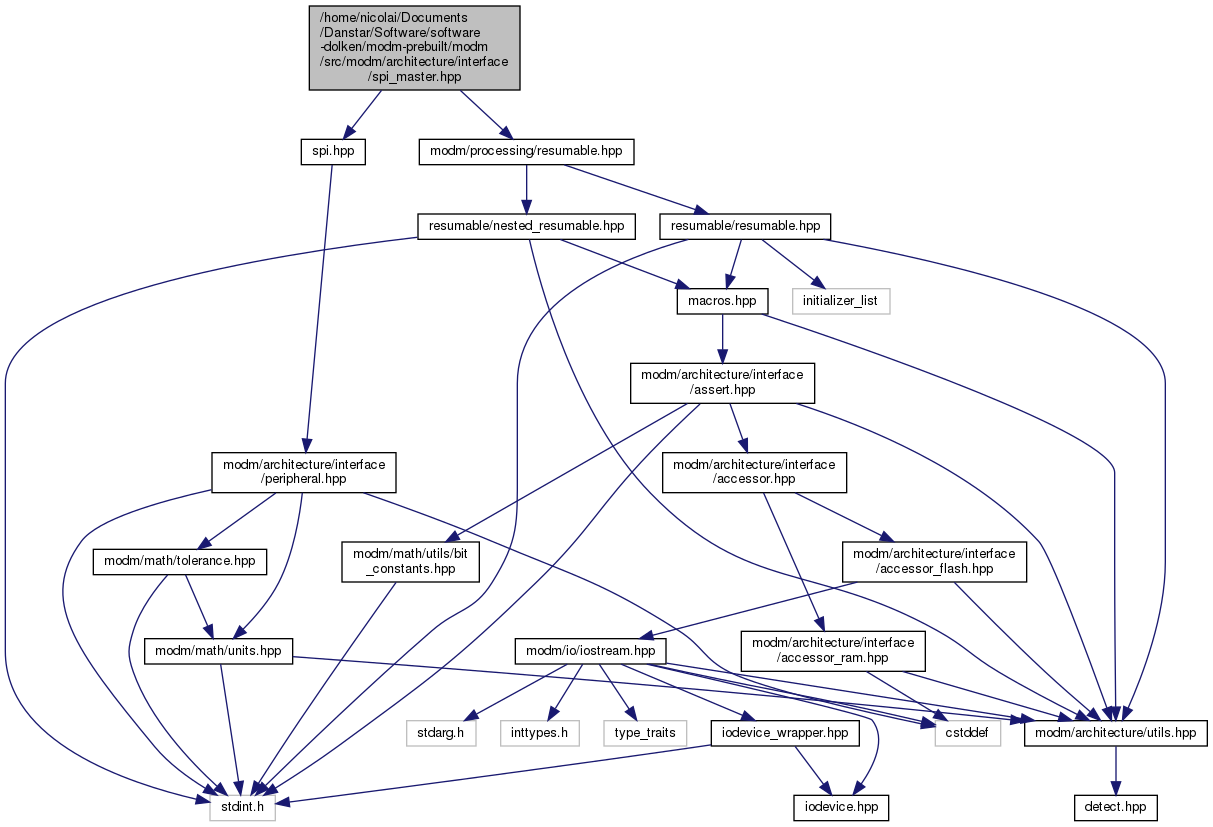 /home/nicolai/Documents
/Danstar/Software/software
-dolken/modm-prebuilt/modm
/src/modm/architecture/interface
/spi_master.hpp
spi.hpp
modm/processing/resumable.hpp
resumable/nested_resumable.hpp
resumable/resumable.hpp
macros.hpp
initializer_list
modm/architecture/interface
/assert.hpp
modm/architecture/interface
/peripheral.hpp
modm/architecture/interface
/accessor.hpp
modm/math/tolerance.hpp
modm/math/utils/bit
_constants.hpp
modm/architecture/interface
/accessor_flash.hpp
modm/math/units.hpp
modm/io/iostream.hpp
modm/architecture/interface
/accessor_ram.hpp
stdarg.h
inttypes.h
type_traits
iodevice_wrapper.hpp
cstddef
modm/architecture/utils.hpp
stdint.h
iodevice.hpp
detect.hpp